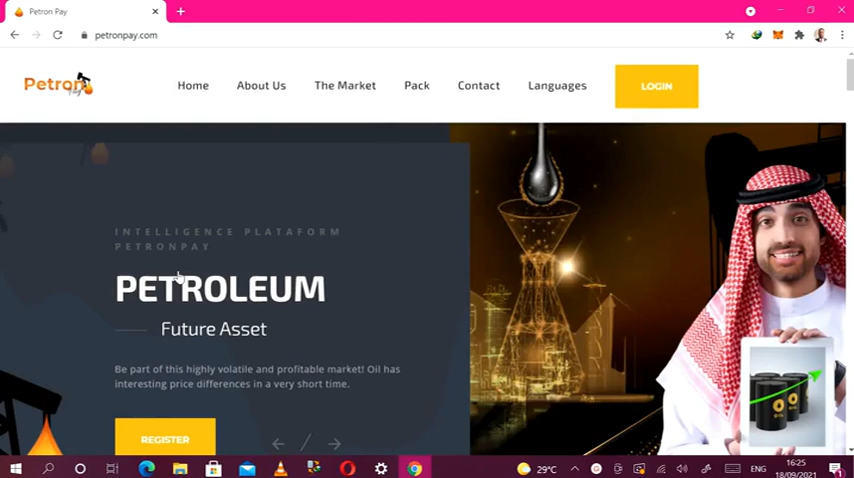 Petron Pay
petronpay.com
Petron
Pay
Home
About Us
The Market
Pack
Contact
Languages
LOGIN
INTELLIGENCE PLATAFORM
PETRONPAY
PETROLEUM
Future Asset
Be part of this highly volatile and profitable market! Oil has
interesting price differences in a very short time.
REGISTER
OIL
29°C
ENG
16:25
18/09/2021
1